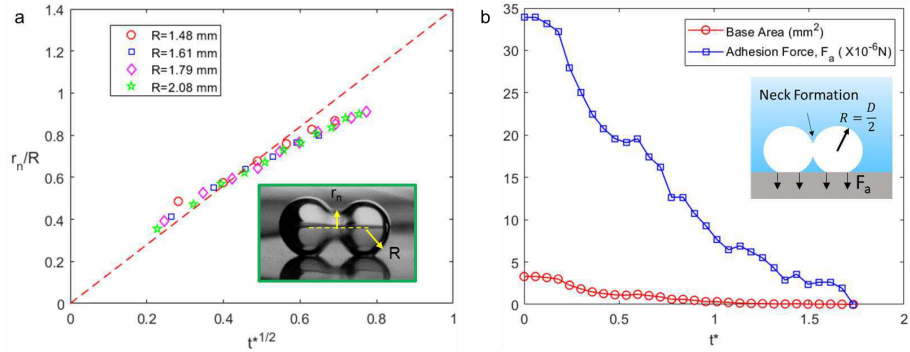 a
1.4
1.2
1
0.8
0.6
0.4
0.2
0
0
0.2
0.4
0.6
0.8
1
r_n/R
t*^{1/2}
R=1.48 mm
R=1.61 mm
R=1.79 mm
R=2.08 mm
r_n
R
b
35
30
25
20
15
10
5
0
0
0.5
1
1.5
2
t*
Base Area (mm^2)
Adhesion Force, F_a ( X10^{-6}N)
Neck Formation
R = D/2
F_a